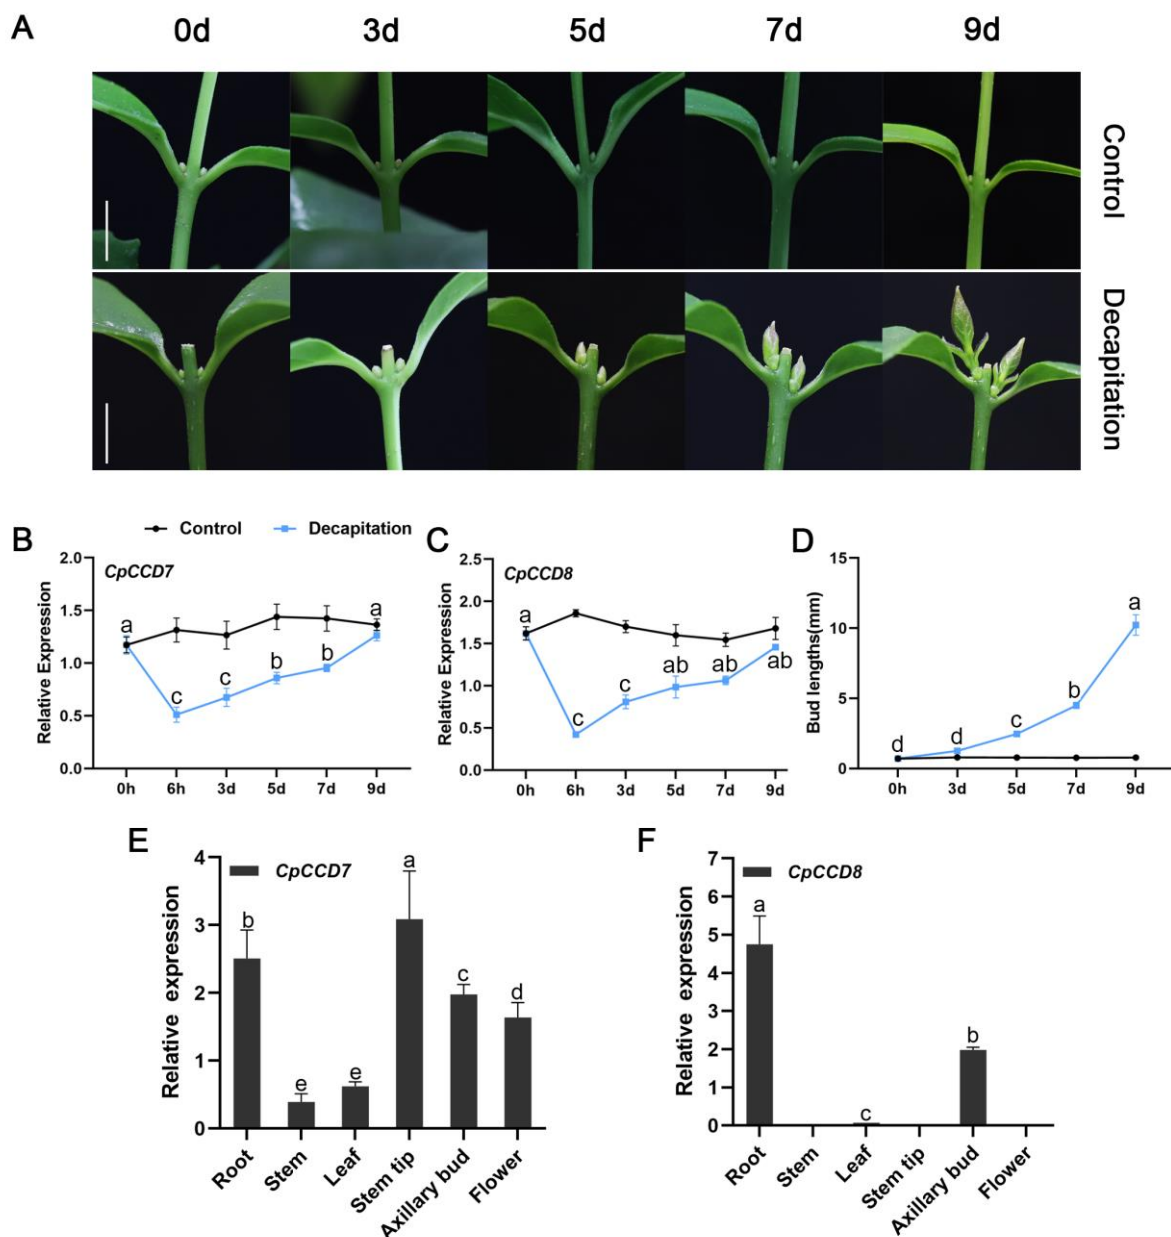 A
0d 3d 5d 7d 9d
Control
Decapitation
Control Decapitation
B
CpCCD7
Relative Expression
2.0
1.5
1.0
0.5
0.0
a
a
c
c
b
b
0h 6h 3d 5d 7d 9d
C
CpCCD8
Relative Expression
2.5
2.0
1.5
1.0
0.5
0.0
a
c
c
ab
ab
ab
0h 6h 3d 5d 7d 9d
D
Bud lengths(mm)
15
10
5
0
d
d
c
b
a
0h 3d 5d 7d 9d
E
CpCCD7
Relative expression
4
3
2
1
0
b
e
e
a
c
d
Root Stem Leaf Stem tip Axillary bud Flower
F
CpCCD8
Relative expression
7
6
5
4
3
2
1
0
a
c
b
Root Stem Leaf Stem tip Axillary bud Flower